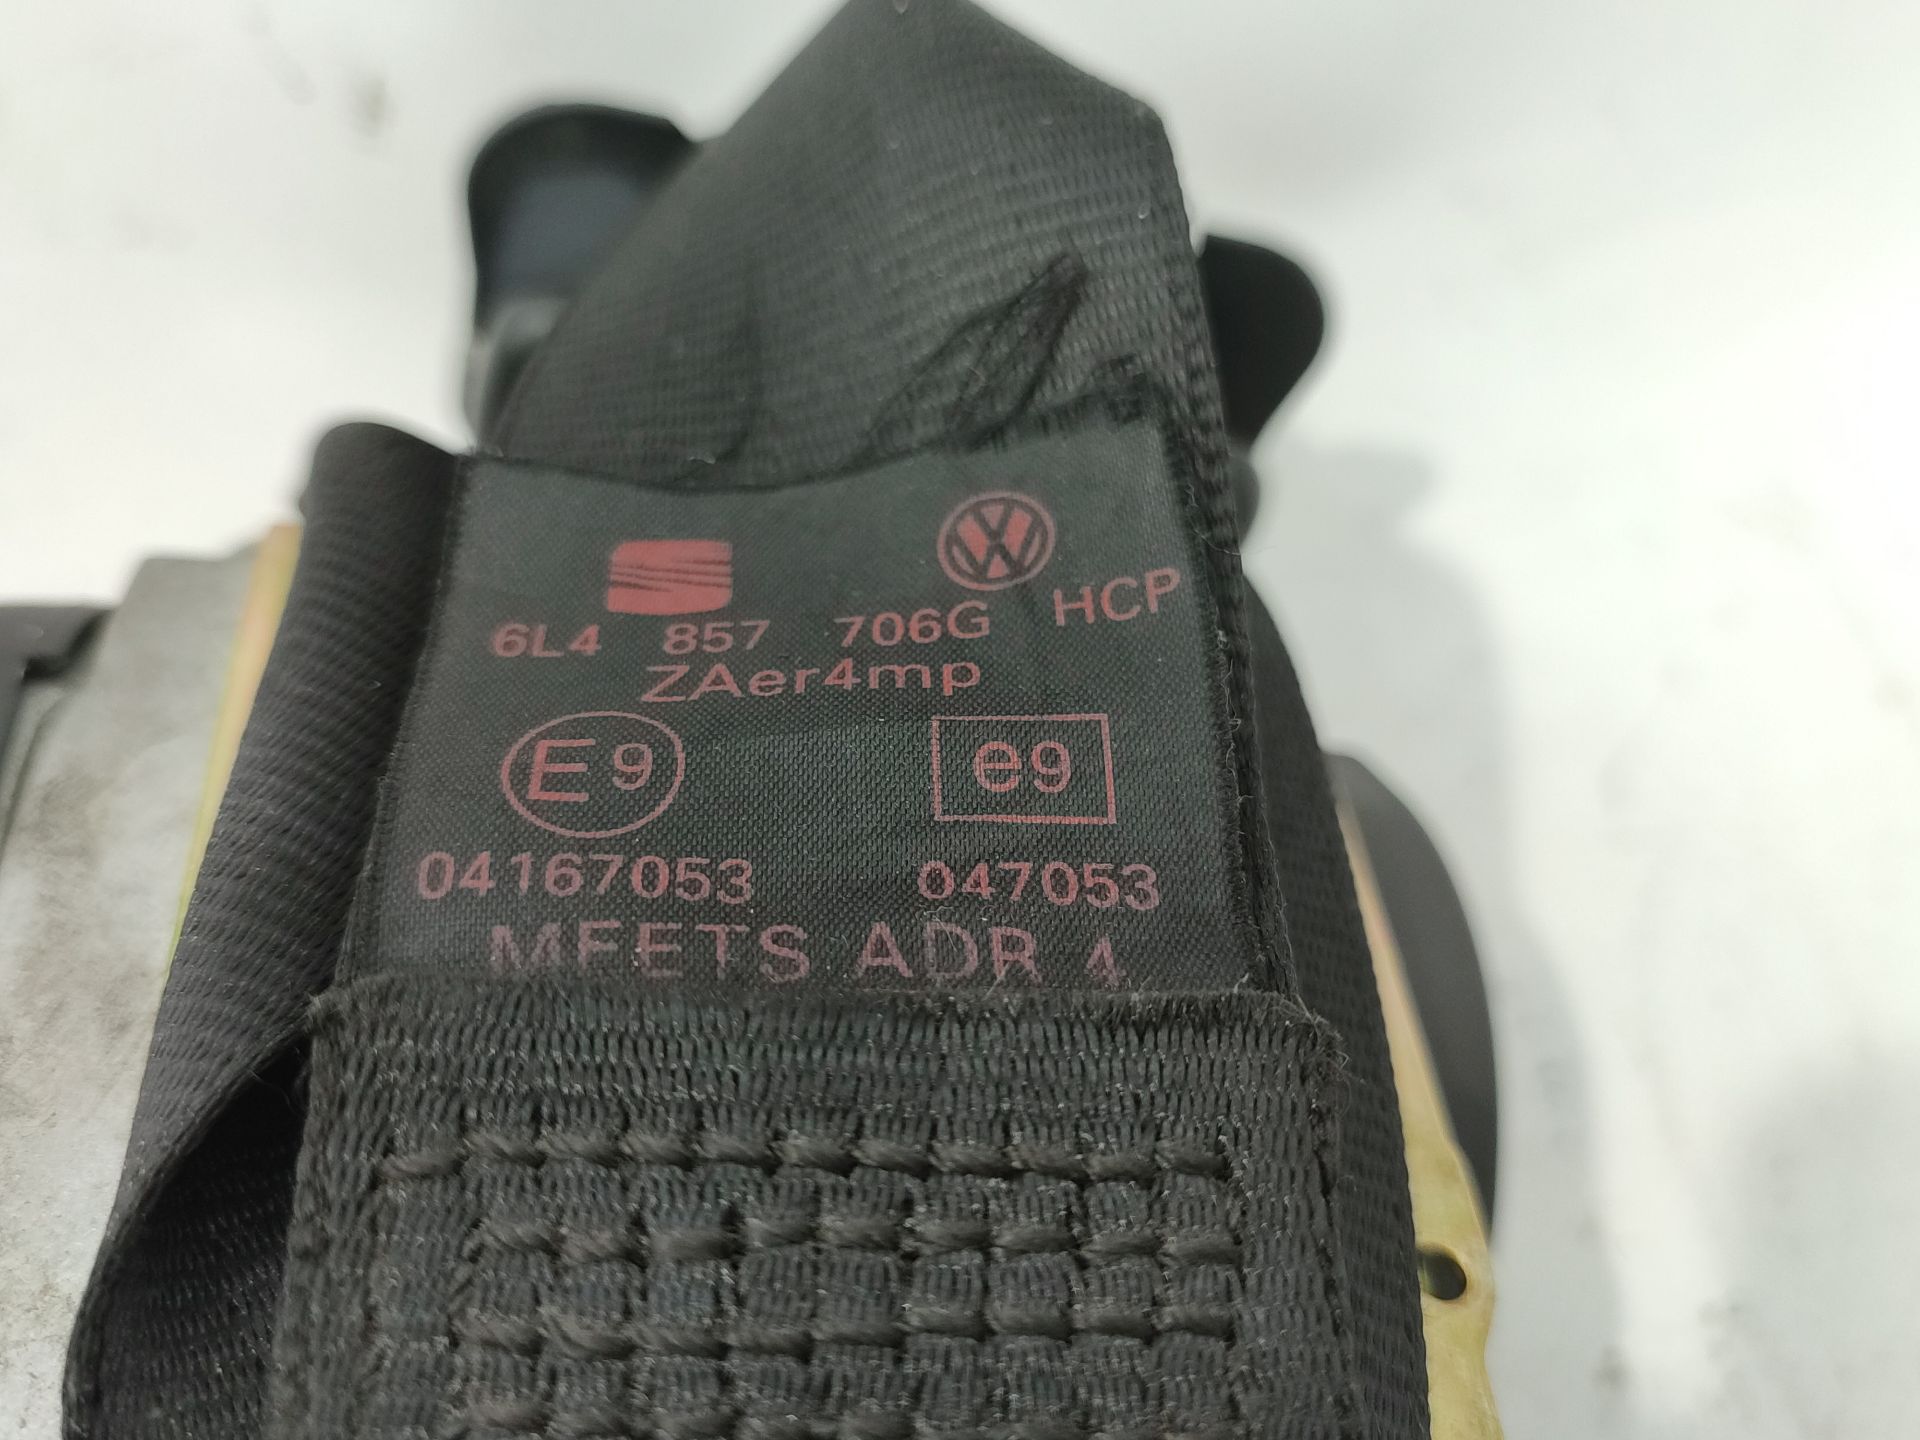 6L4 857 706G HCP
ZAer4mp
E9 e9
04167053 047053
MEETS ADR 4